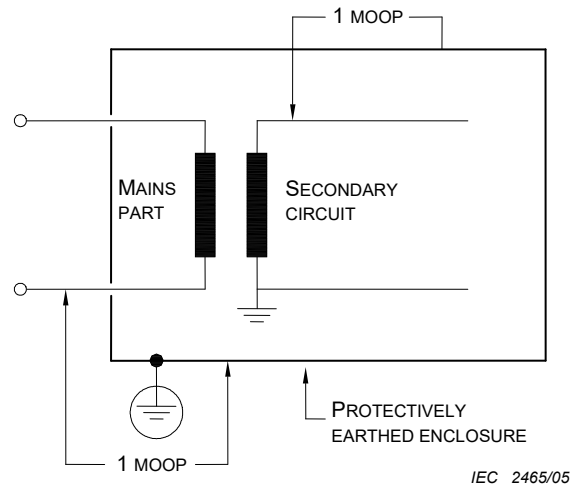 1 MOOP
MAINS
PART
SECONDARY
CIRCUIT
PROTECTIVELY
EARTHED ENCLOSURE
1 MOOP
IEC 2465/05